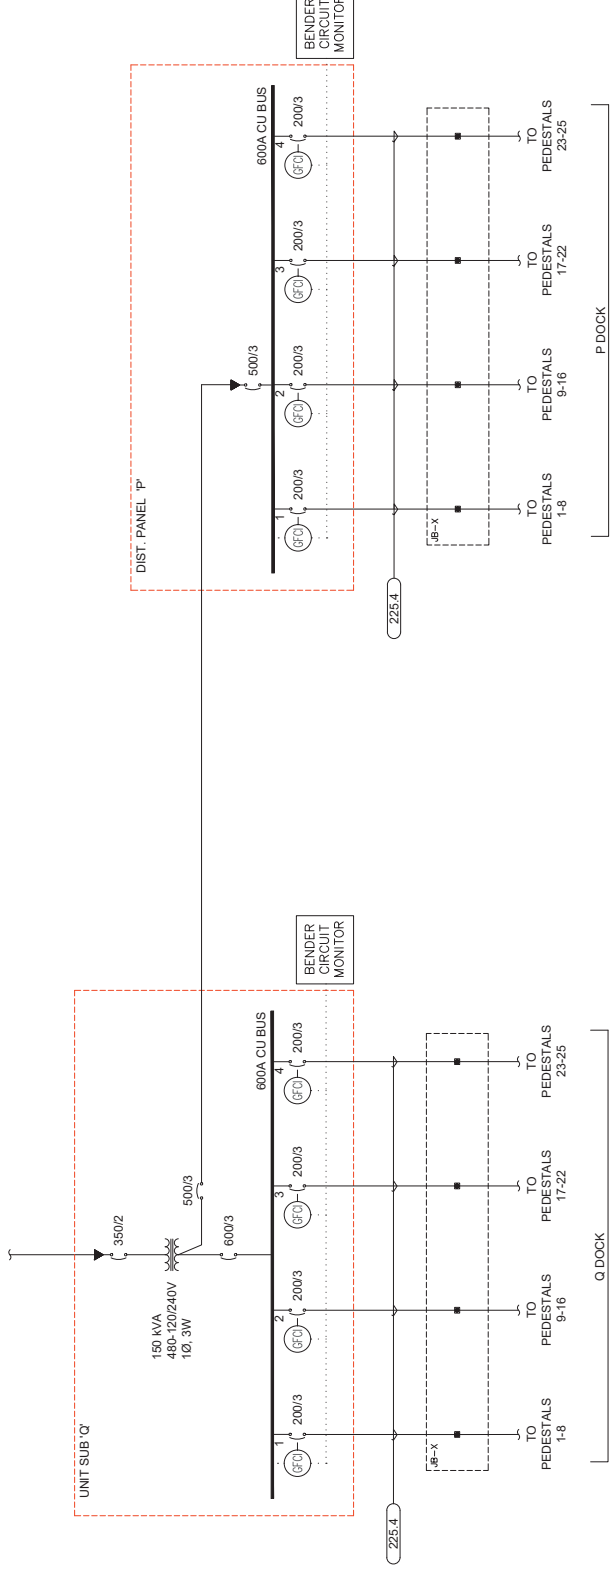 UNIT SUB 'Q'
350/2
150 kVA
480-120/240V
1Ø, 3W
500/3
600/3
600A CU BUS
1
200/3
GFCI
2
200/3
GFCI
3
200/3
GFCI
4
200/3
GFCI
BENDER
CIRCUIT
MONITOR
225.4
JB-X
TO
PEDESTALS
1-8
TO
PEDESTALS
9-16
TO
PEDESTALS
17-22
TO
PEDESTALS
23-25
Q DOCK
DIST. PANEL 'P'
500/3
600A CU BUS
1
200/3
GFCI
2
200/3
GFCI
3
200/3
GFCI
4
200/3
GFCI
BENDER
CIRCUIT
MONITOR
225.4
JB-X
TO
PEDESTALS
1-8
TO
PEDESTALS
9-16
TO
PEDESTALS
17-22
TO
PEDESTALS
23-25
P DOCK